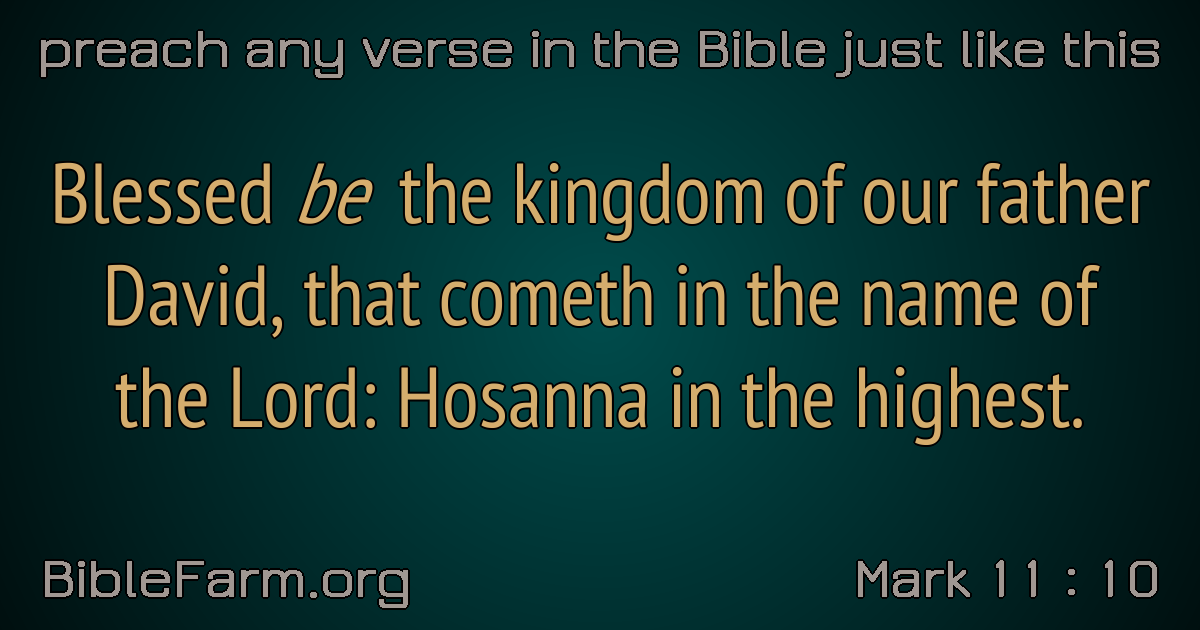 preach any verse in the Bible just like this
Blessed be the kingdom of our father
David, that cometh in the name of
the Lord: Hosanna in the highest.
BibleFarm.org
Mark 11 : 10